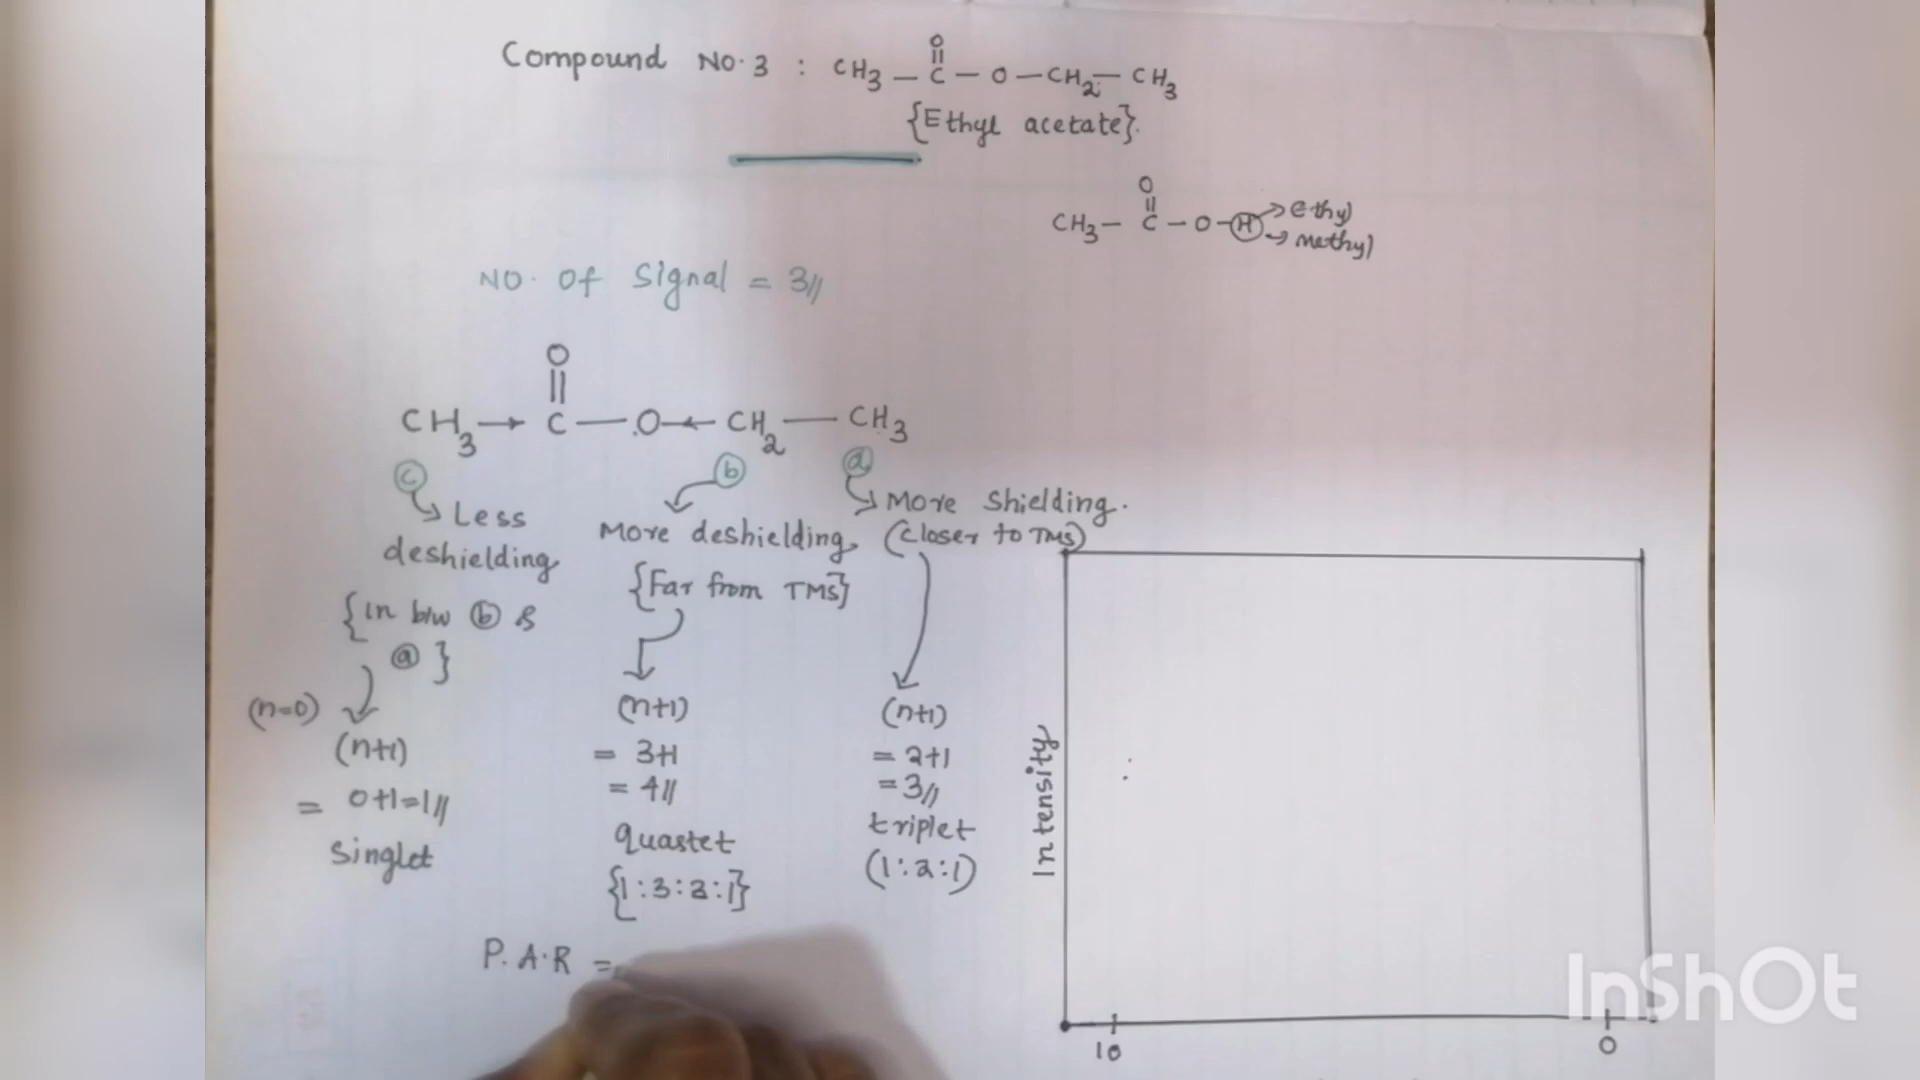 Compound No. 3 : CH3 — C — O — CH2 — CH3
O
{Ethyl acetate}.
O
CH3 — C — O — H → Ethyl
→ methyl
NO. of Signal = 3//
O
CH3 → C — O ← CH2 — CH3
c b a
Less deshielding
{in b/w b & a}
(n=0)
(n+1)
= 0+1=1//
Singlet
More deshielding
{Far from TMS}
(n+1)
= 3+1
= 4//
quastet
{1:3:3:1}
More Shielding.
(closer to TMS)
(n+1)
= 2+1
=3//
triplet
(1:2:1)
P.A.R =
Intensity
10 0
InShOt